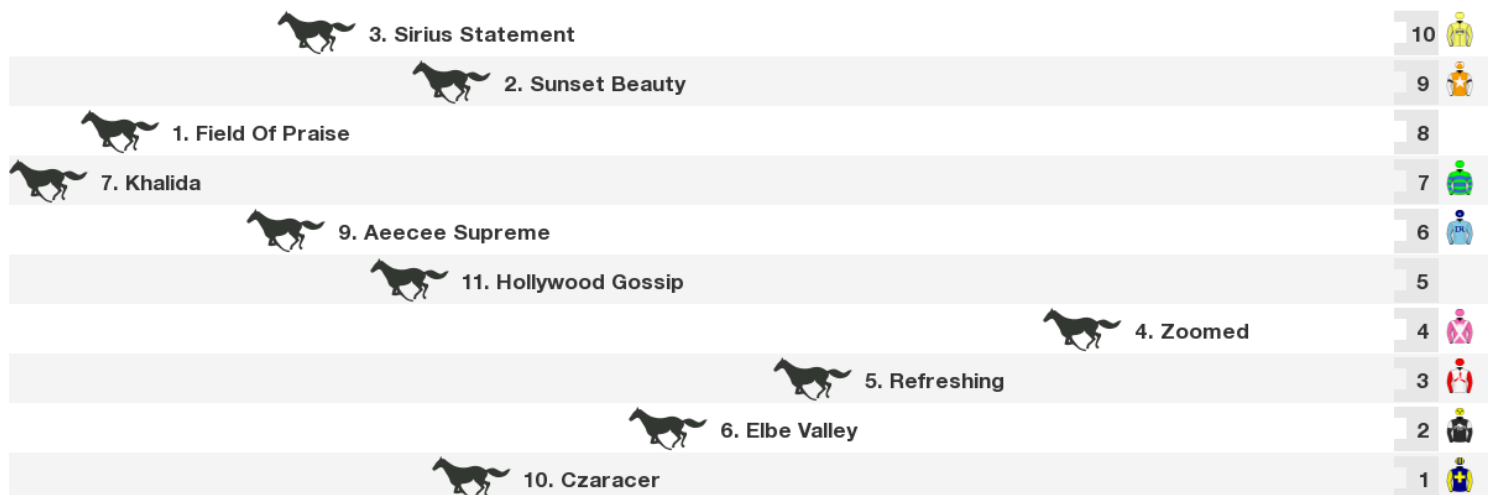 3. Sirius Statement 10
2. Sunset Beauty 9
1. Field Of Praise 8
7. Khalida 7
9. Aeecee Supreme 6
11. Hollywood Gossip 5
4. Zoomed 4
5. Refreshing 3
6. Elbe Valley 2
10. Czaracer 1